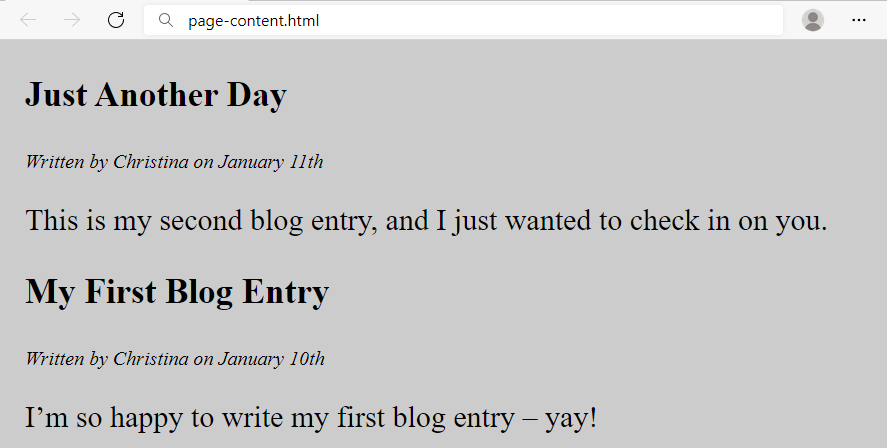 page-content.html
Just Another Day
Written by Christina on January 11th
This is my second blog entry, and I just wanted to check in on you.
My First Blog Entry
Written by Christina on January 10th
I’m so happy to write my first blog entry – yay!